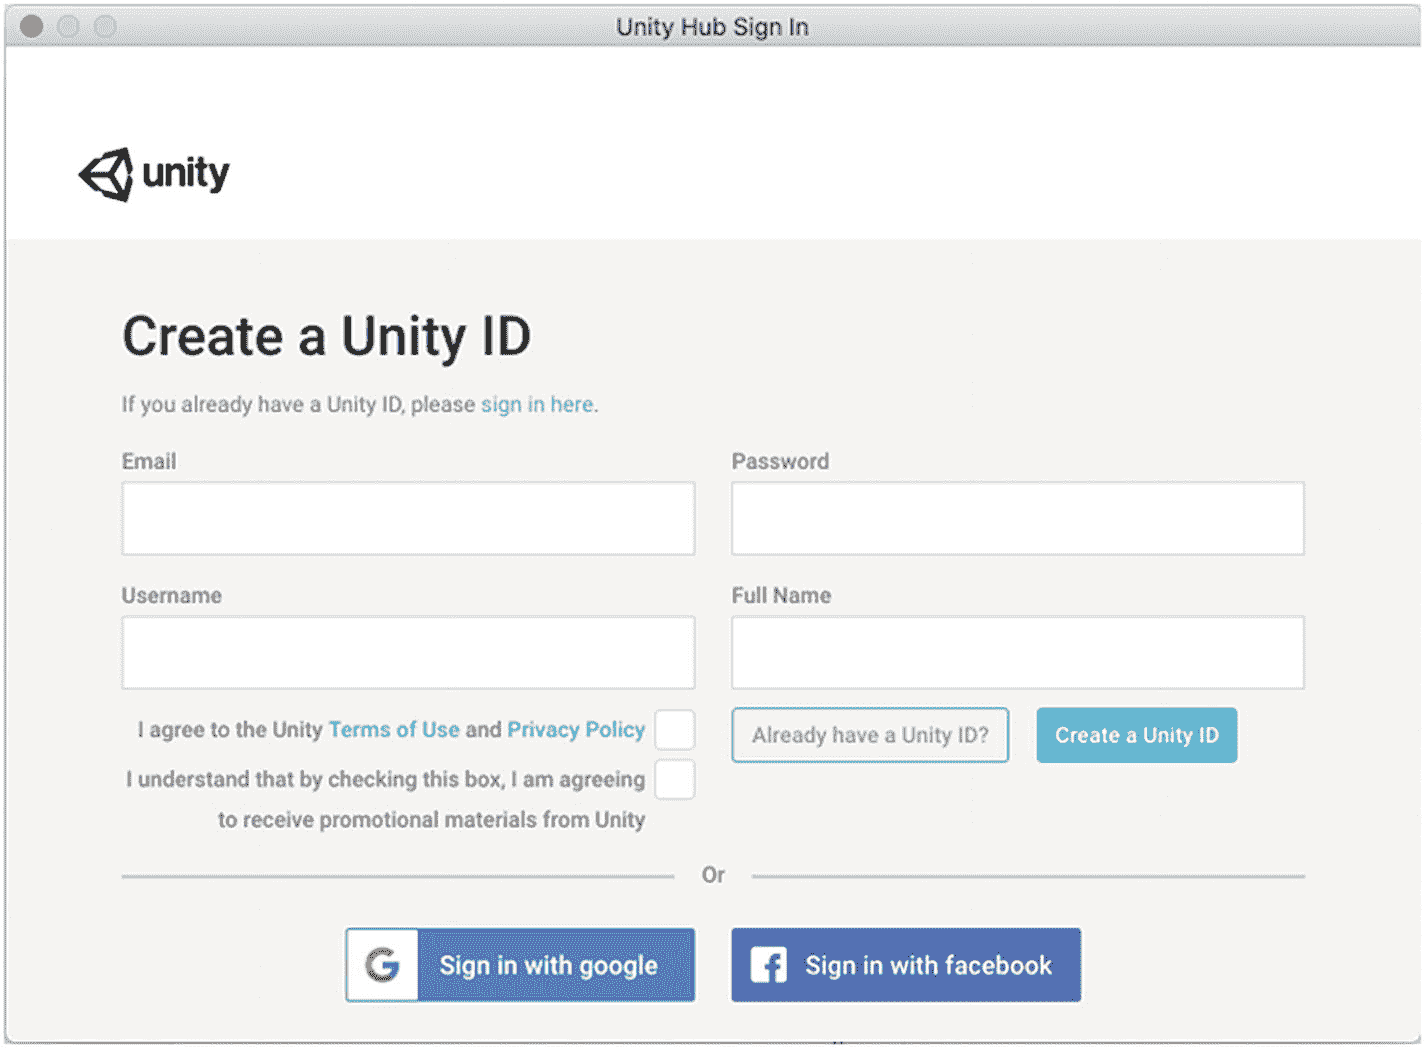 Unity Hub Sign In
unity
Create a Unity ID
If you already have a Unity ID, please sign in here.
Email
Password
Username
Full Name
I agree to the Unity Terms of Use and Privacy Policy
I understand that by checking this box, I am agreeing
to receive promotional materials from Unity
Already have a Unity ID?
Create a Unity ID
Or
G
Sign in with google
f
Sign in with facebook